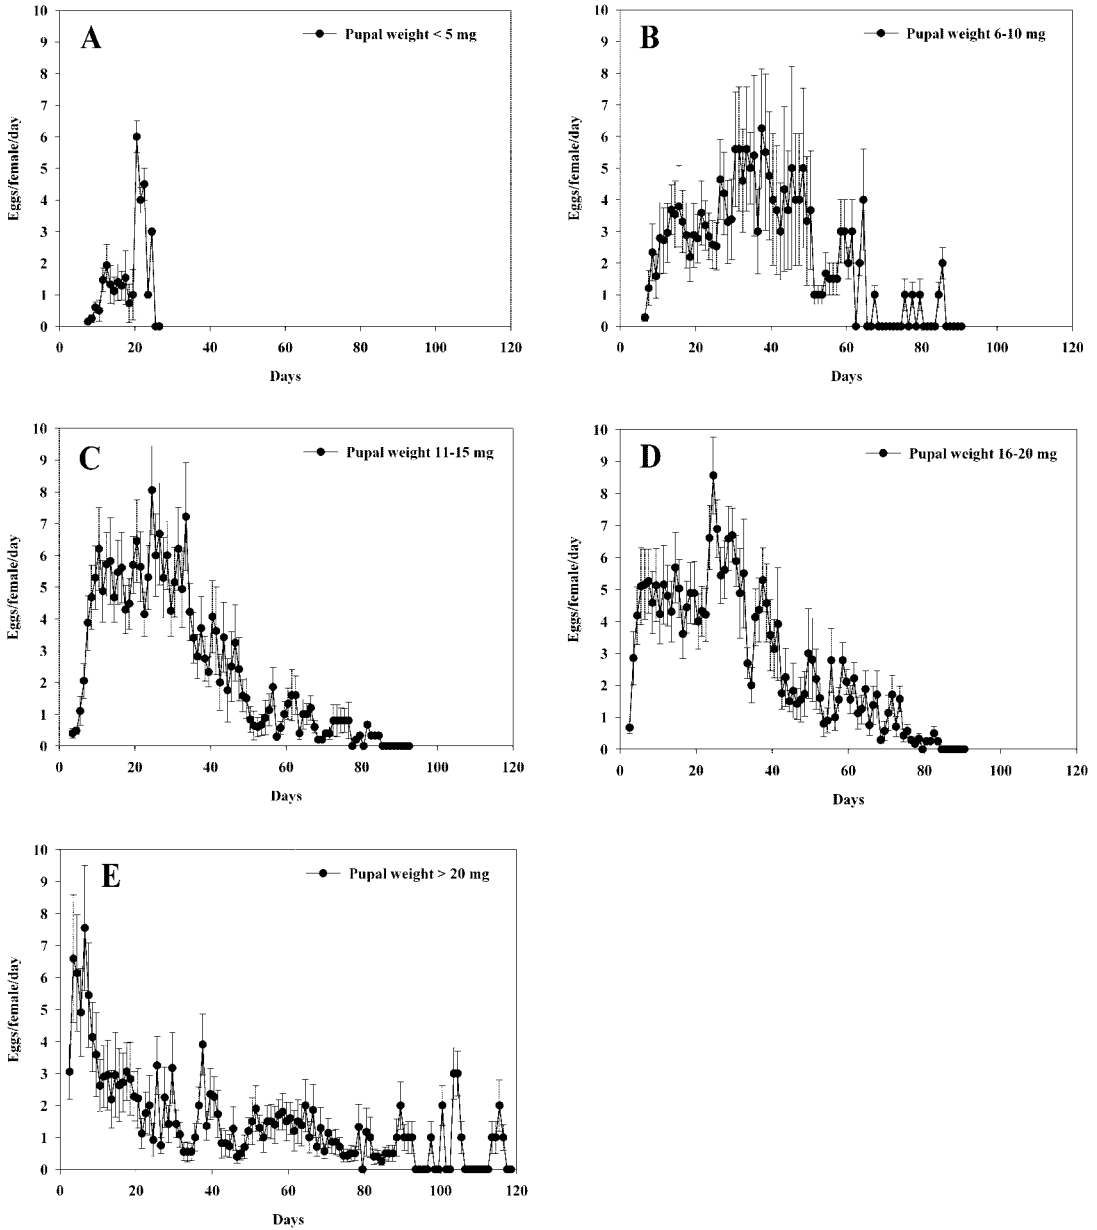 A
Pupal weight < 5 mg
Eggs/female/day
10
9
8
7
6
5
4
3
2
1
0
0 20 40 60 80 100 120
Days
B
Pupal weight 6-10 mg
Eggs/female/day
10
9
8
7
6
5
4
3
2
1
0
0 20 40 60 80 100 120
Days
C
Pupal weight 11-15 mg
Eggs/female/day
10
9
8
7
6
5
4
3
2
1
0
0 20 40 60 80 100 120
Days
D
Pupal weight 16-20 mg
Eggs/female/day
10
9
8
7
6
5
4
3
2
1
0
0 20 40 60 80 100 120
Days
E
Pupal weight > 20 mg
Eggs/female/day
10
9
8
7
6
5
4
3
2
1
0
0 20 40 60 80 100 120
Days